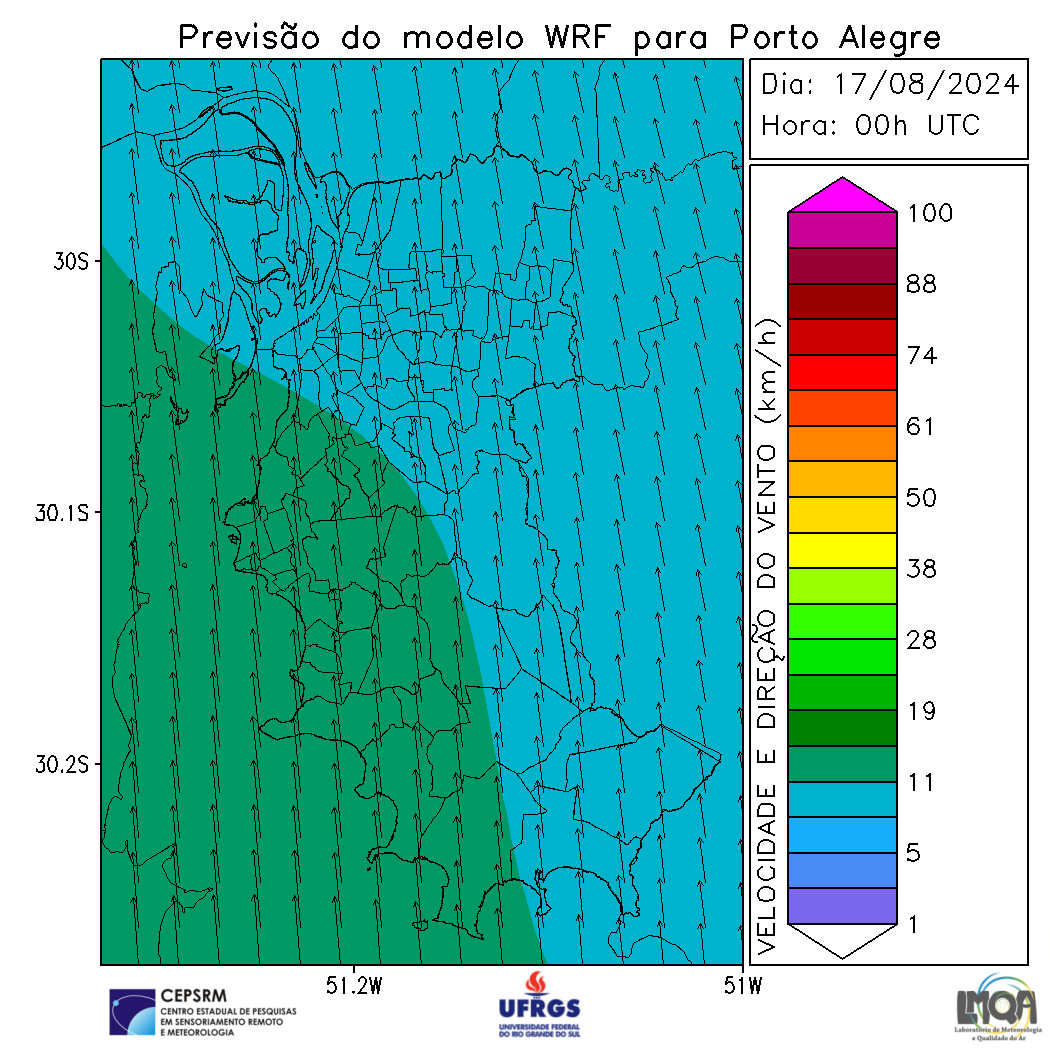 Previsão do modelo WRF para Porto Alegre
Dia: 17/08/2024
Hora: 00h UTC
30S
30.1S
30.2S
51.2W
51W
VELOCIDADE E DIREÇÃO DO VENTO (km/h)
100
88
74
61
50
38
28
19
11
5
1
CEPSRM
CENTRO ESTADUAL DE PESQUISAS
EM SENSORIAMENTO REMOTO
E METEOROLOGIA
UFRGS
UNIVERSIDADE FEDERAL
DO RIO GRANDE DO SUL
LMQA
Laboratório de Meteorologia
e Qualidade do Ar